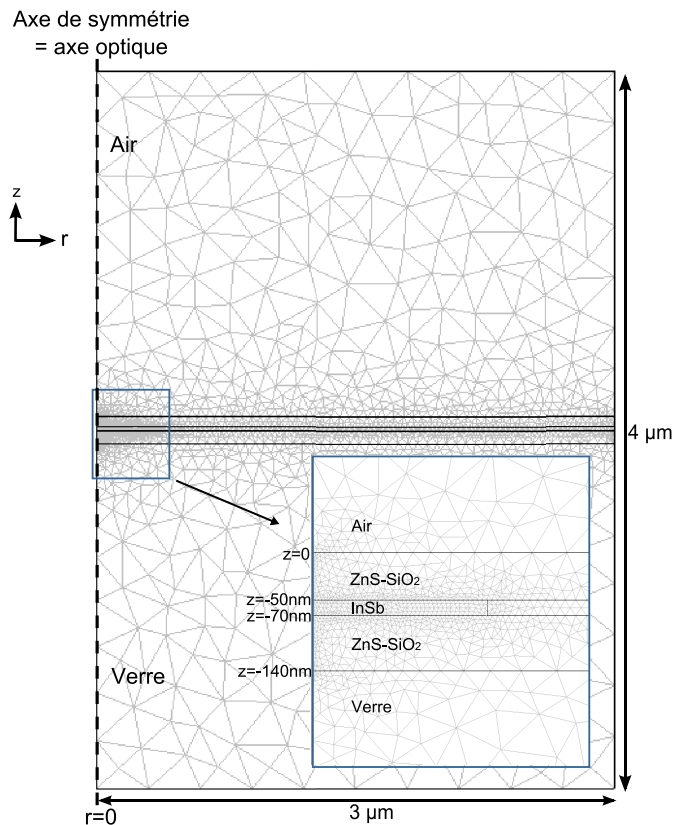 Axe de symétrie
= axe optique
Air
z
r
4 µm
Air
z=0
ZnS-SiO2
z=-50nm
InSb
z=-70nm
ZnS-SiO2
z=-140nm
Verre
Verre
r=0
3 µm